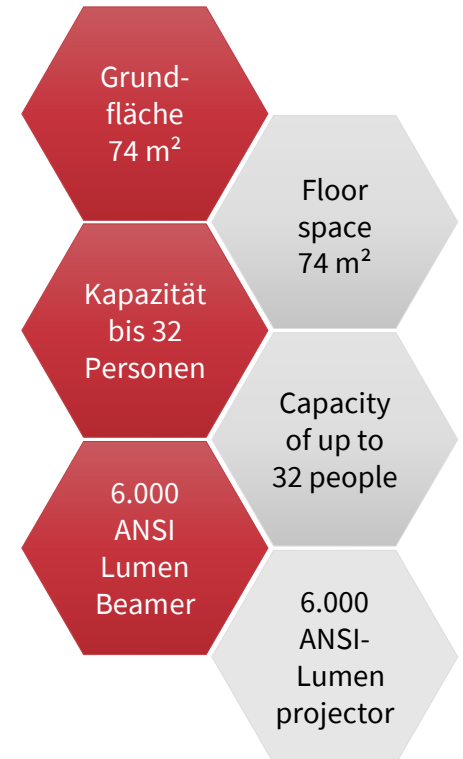 Grund-
fläche
74 m²
Floor
space
74 m²
Kapazität
bis 32
Personen
Capacity
of up to
32 people
6.000
ANSI
Lumen
Beamer
6.000
ANSI-
Lumen
projector